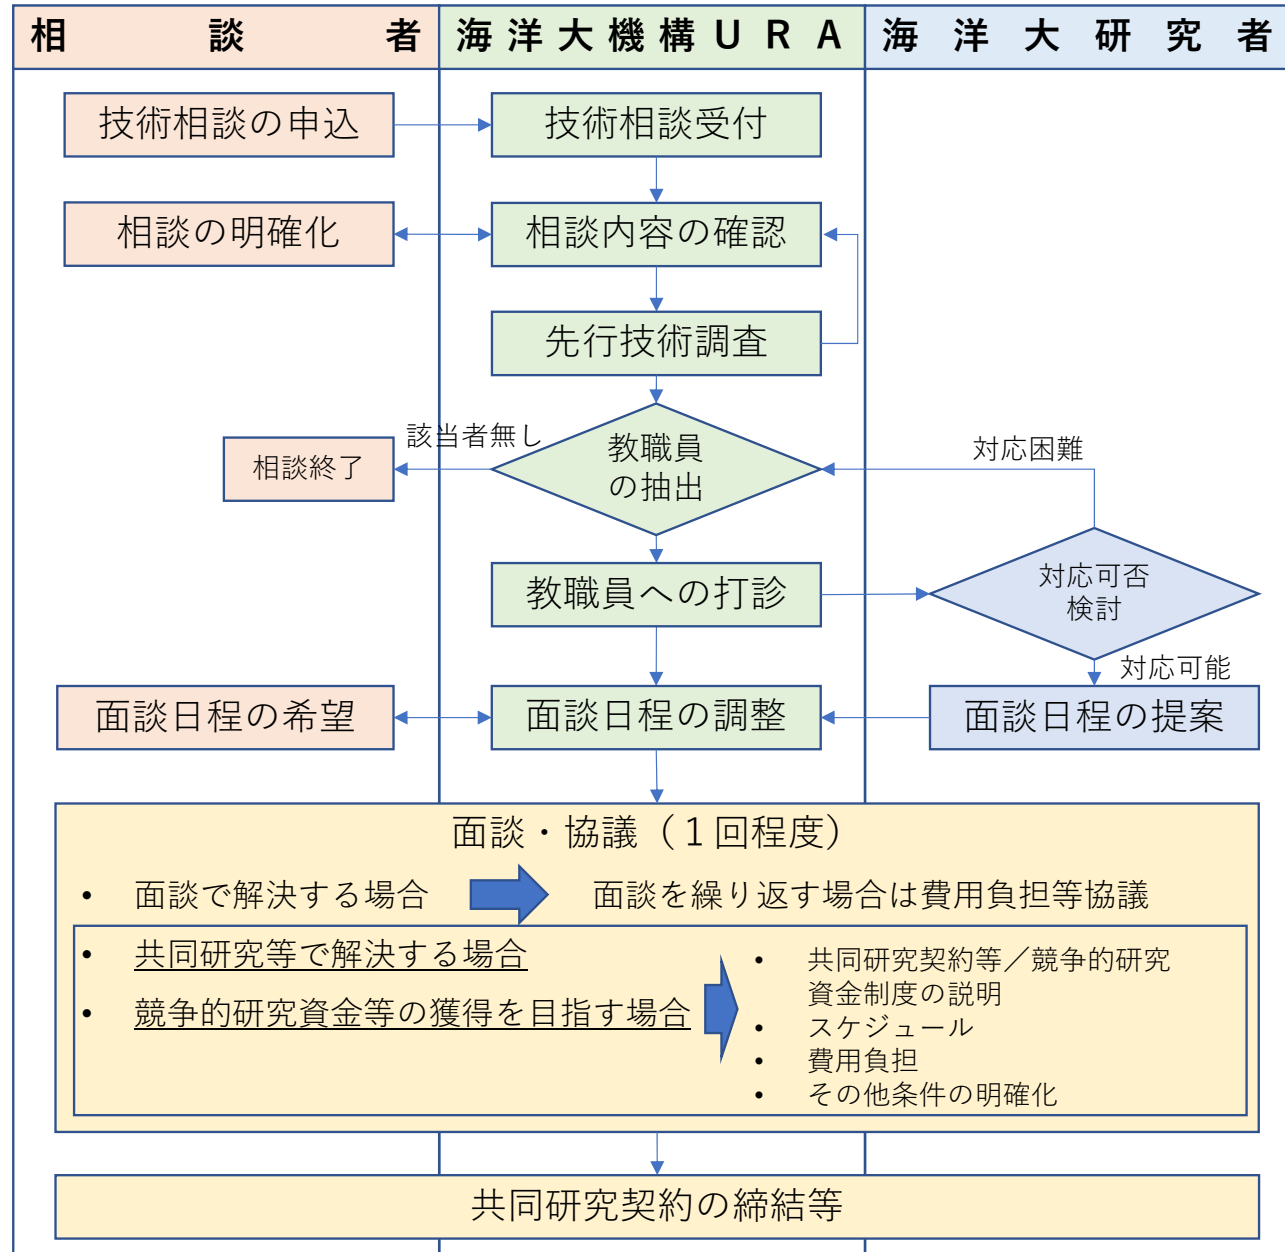 相談者
海洋大機構URA
海洋大研究者
技術相談の申込
技術相談受付
相談の明確化
相談内容の確認
先行技術調査
該当者無し
相談終了
教職員
の抽出
対応困難
教職員への打診
対応可否
検討
対応可能
面談日程の希望
面談日程の調整
面談日程の提案
面談・協議（１回程度）
• 面談で解決する場合
面談を繰り返す場合は費用負担等協議
• 共同研究等で解決する場合
• 競争的研究資金等の獲得を目指す場合
• 共同研究契約等／競争的研究
資金制度の説明
• スケジュール
• 費用負担
• その他条件の明確化
共同研究契約の締結等